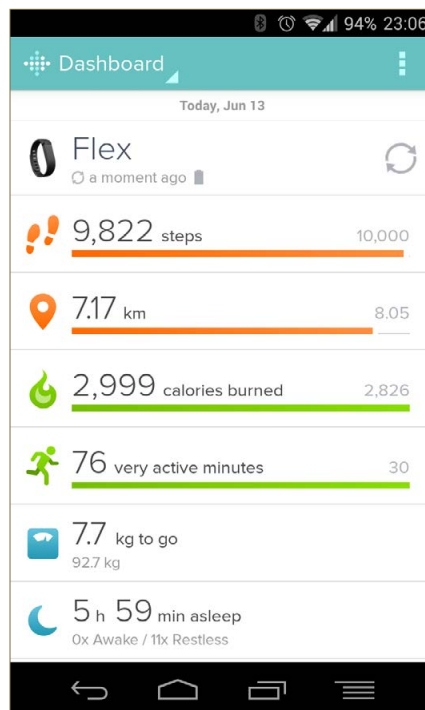 94% 23:06
Dashboard
Today, Jun 13
Flex
a moment ago
9,822 steps 10,000
7.17 km 8.05
2,999 calories burned 2,826
76 very active minutes 30
7.7 kg to go
92.7 kg
5 h 59 min asleep
0x Awake / 11x Restless